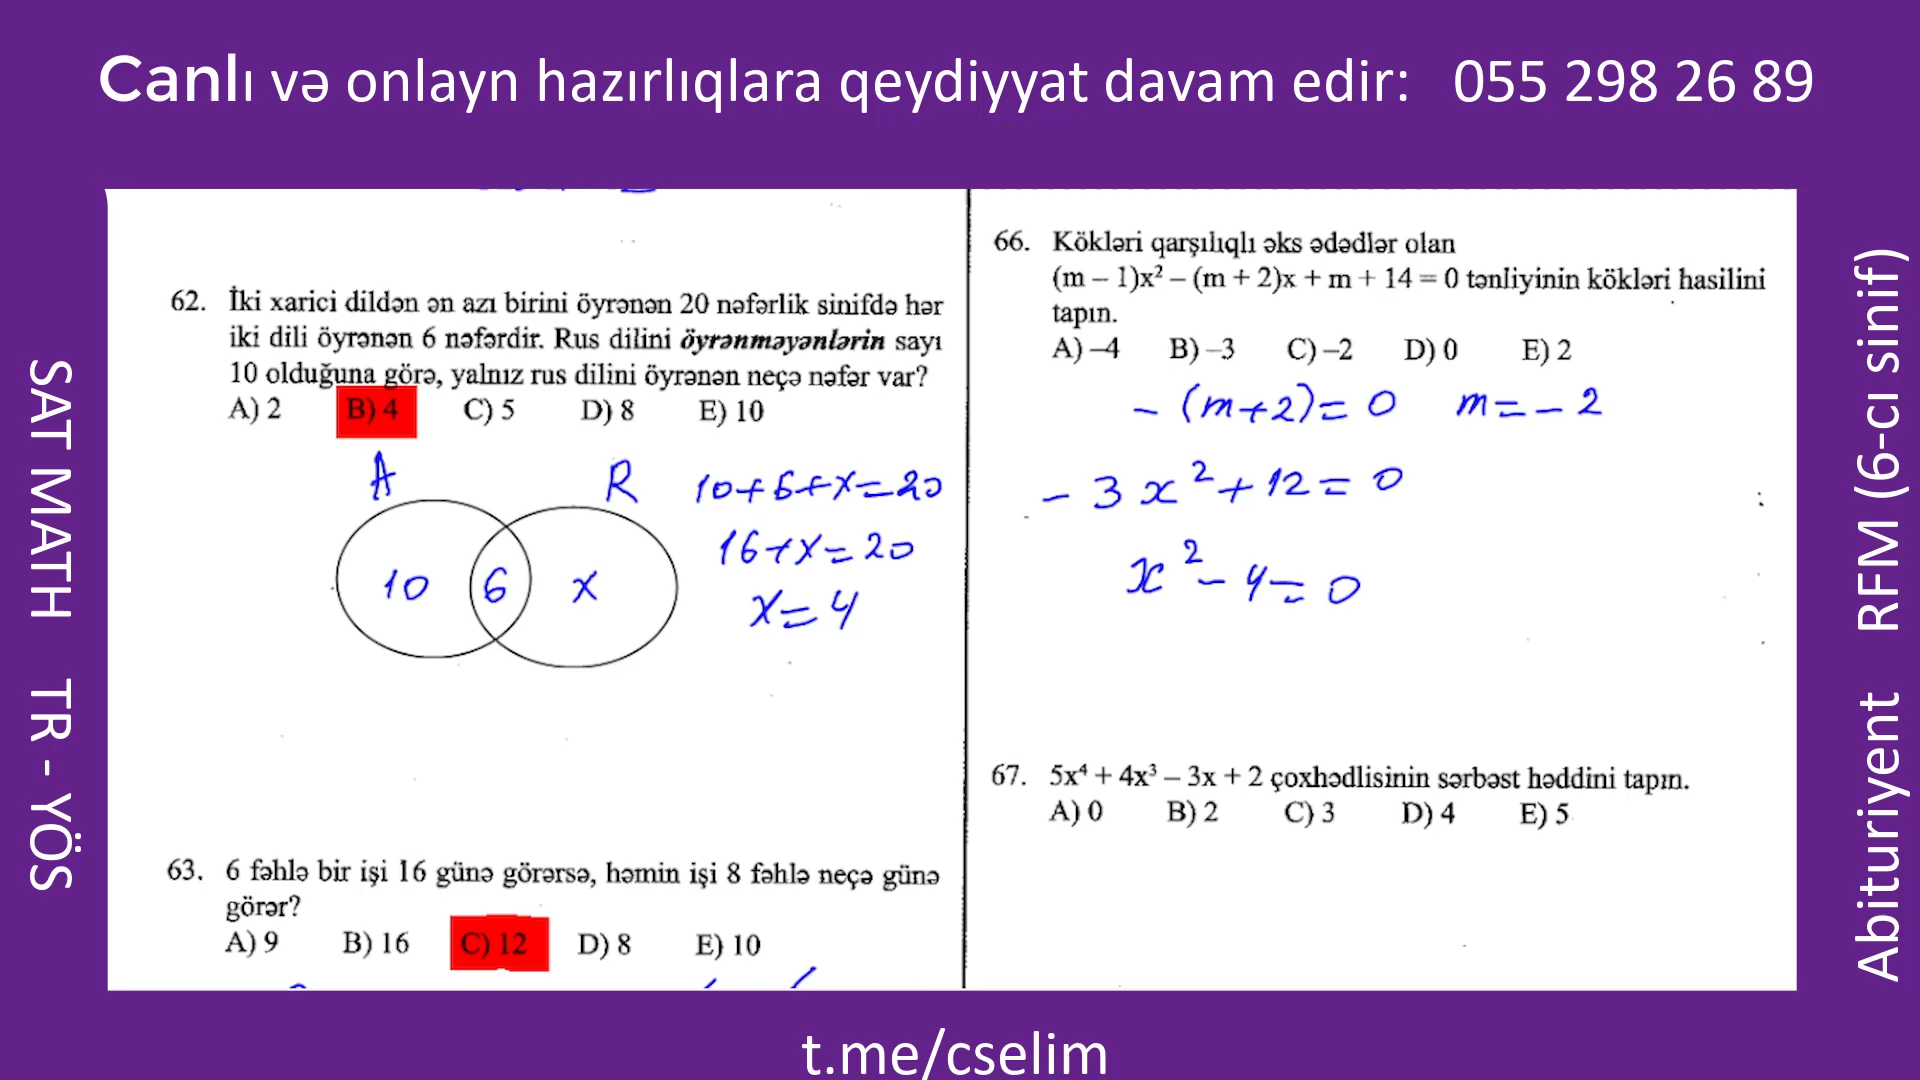 Canlı və onlayn hazırlıqlara qeydiyyat davam edir: 055 298 26 89
SAT MATH TR - YÖS
62. İki xarici dildən ən azı birini öyrənən 20 nəfərlik sinifdə hər
iki dili öyrənən 6 nəfərdir. Rus dilini öyrənməyənlərin sayı
10 olduğuna görə, yalnız rus dilini öyrənən neçə nəfər var?
A) 2 B) 4 C) 5 D) 8 E) 10
A R
10+6+x=20
16+x=20
10 6 x
x=4
63. 6 fəhlə bir işi 16 günə görərsə, həmin işi 8 fəhlə neçə günə
görər?
A) 9 B) 16 C) 12 D) 8 E) 10
66. Kökləri qarşılıqlı əks ədədlər olan
(m – 1)x² – (m + 2)x + m + 14 = 0 tənliyinin kökləri hasilini
tapın.
A) –4 B) –3 C) –2 D) 0 E) 2
- (m+2)=0 m=-2
-3x²+12=0
x²-4=0
67. 5x⁴ + 4x³ – 3x + 2 çoxhədlisinin sərbəst həddini tapın.
A) 0 B) 2 C) 3 D) 4 E) 5
Abituriyent RFM (6-cı sinif)
t.me/cselim